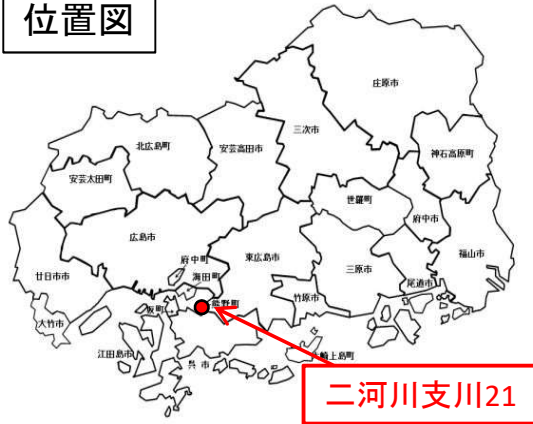 位置図
庄原市
三次市
北広島町
安芸高田市
神石高原町
安芸太田町
世羅町
府中市
広島市
福山市
府中町
東広島市
三原市
海田町
廿日市市
尾道市
竹原市
坂町
熊野町
大竹市
江田島市
大崎上島町
呉市
二河川支川21